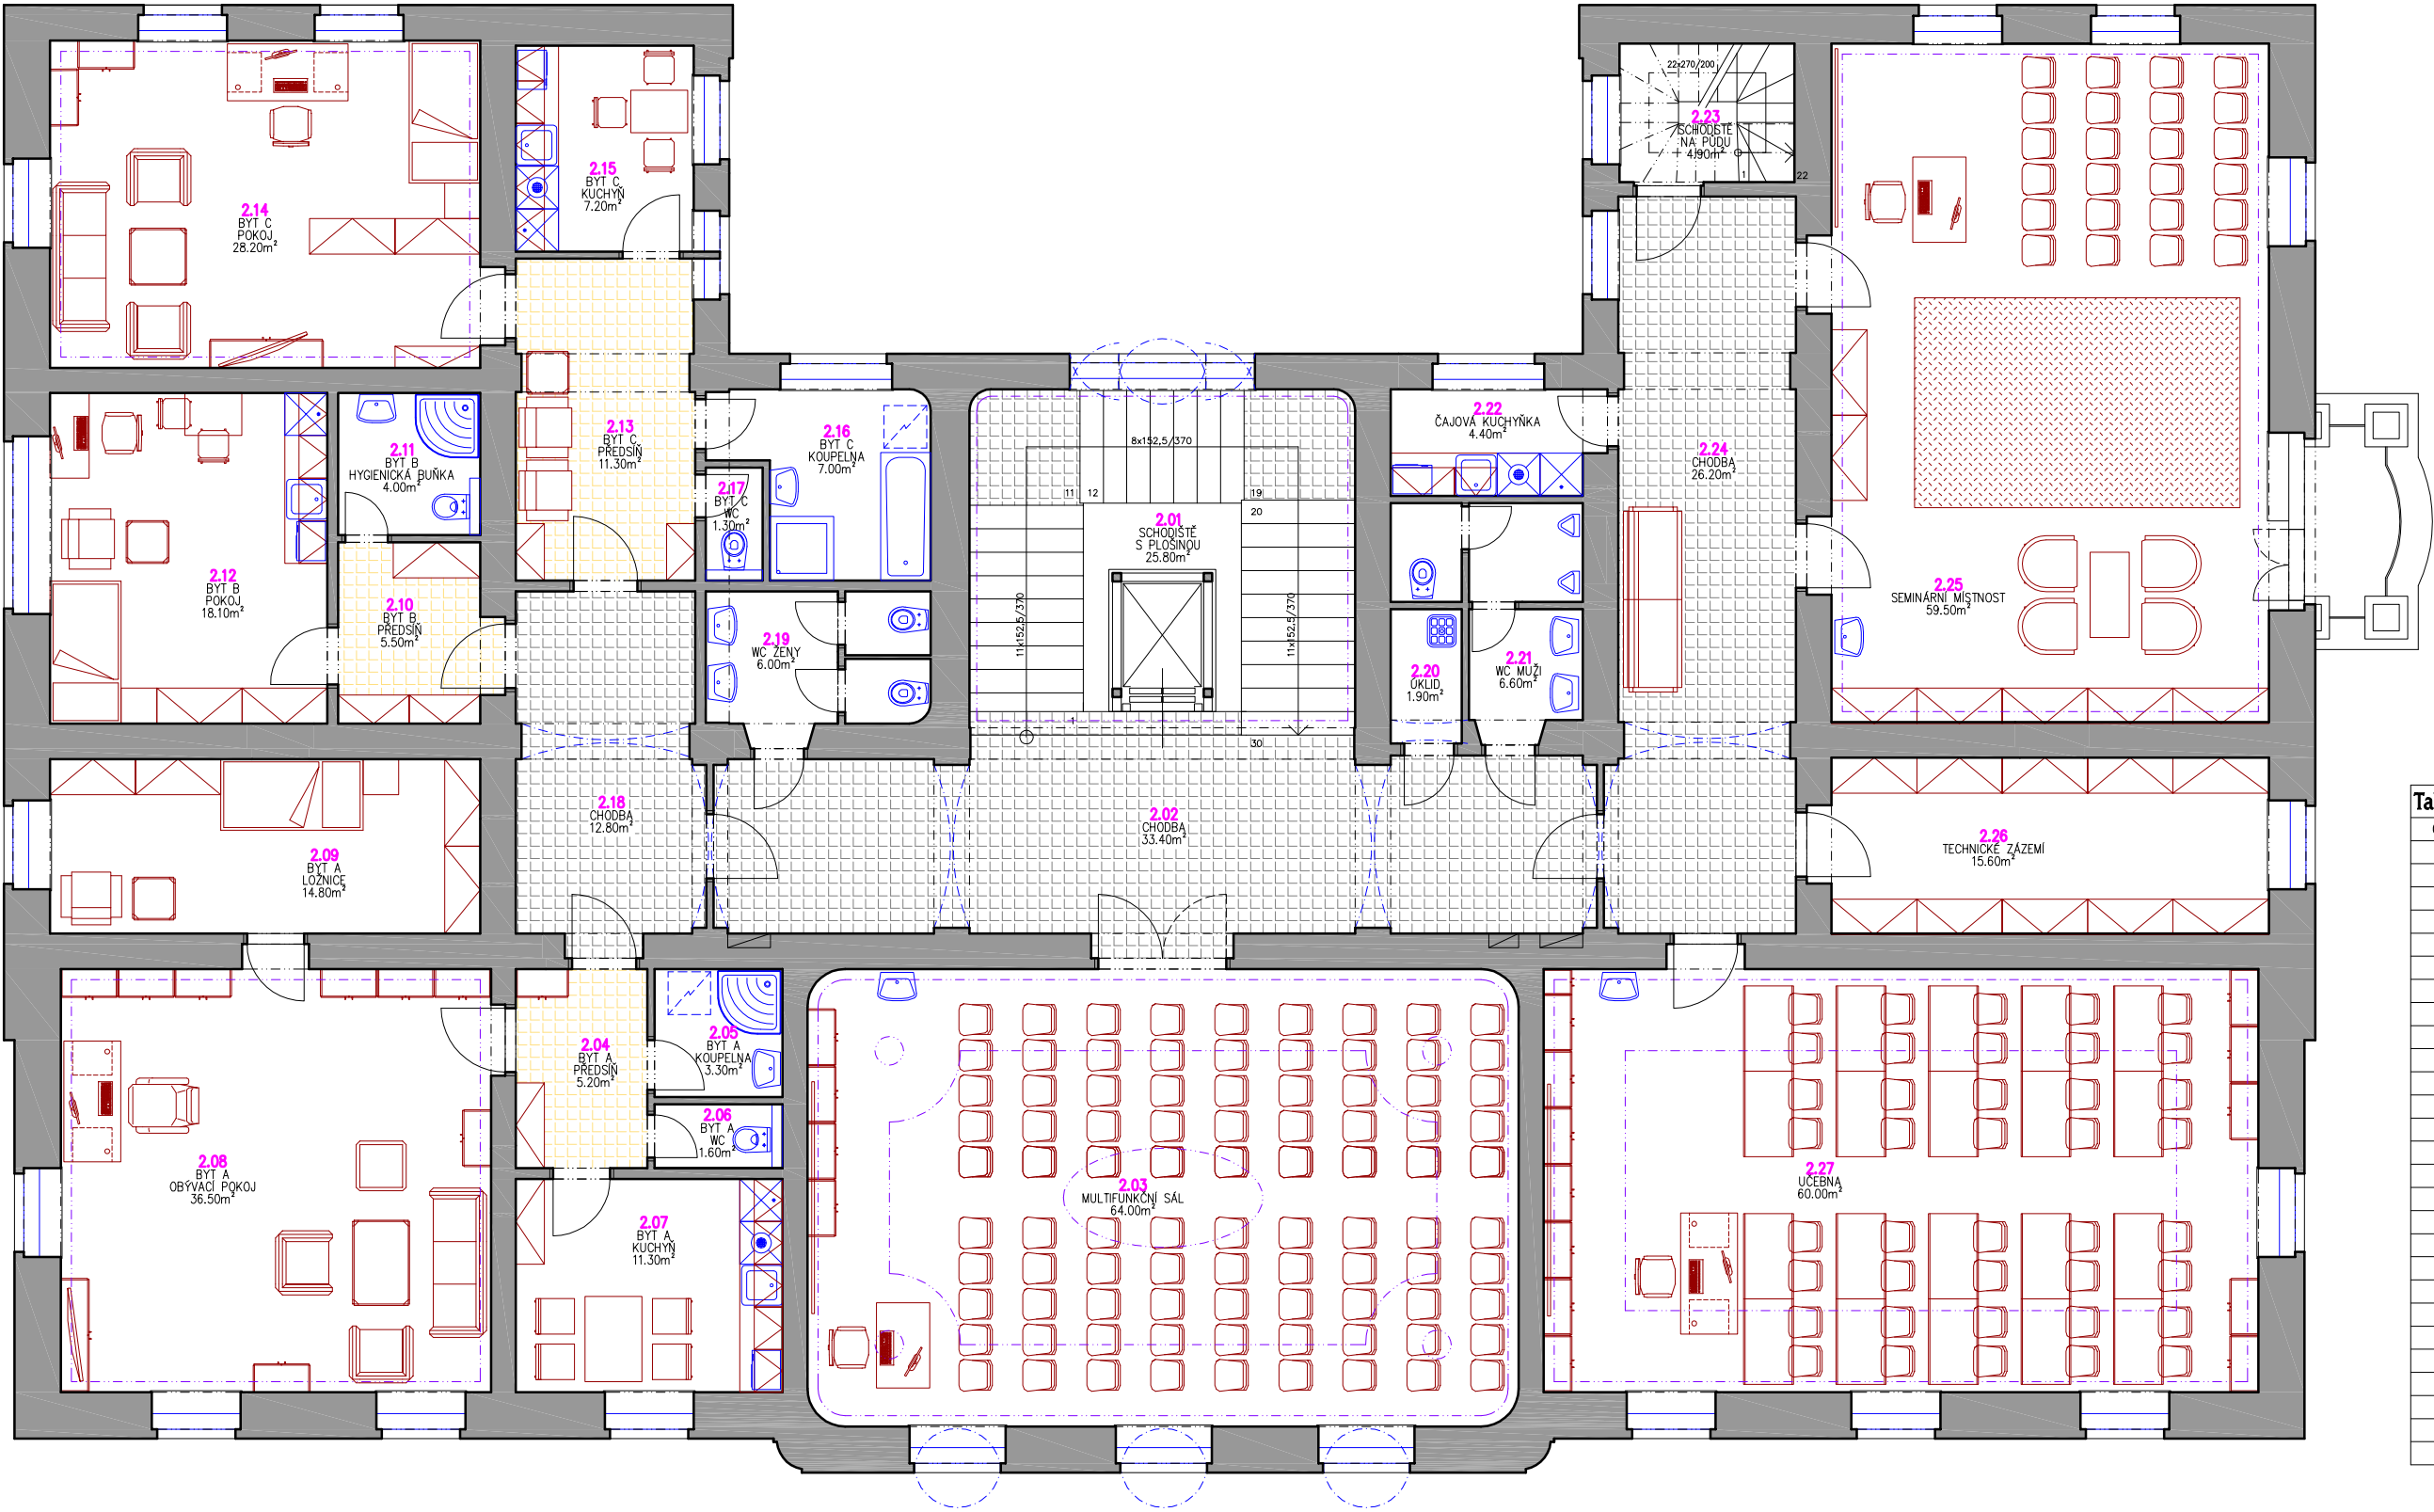 2.14
BYT C
POKOJ
28.20m²
2.15
BYT C
KUCHYŇ
7.20m²
22x270/200
2.23
SCHODIŠTĚ
NA PŮDU
4.90m²
1
22
2.11
BYT B
HYGIENICKÁ BUŇKA
4.00m²
2.13
BYT C
PŘEDSÍŇ
11.30m²
2.16
BYT C
KOUPELNA
7.00m²
2.17
BYT C
WC
1.30m²
8x152,5/370
11
12
19
20
2.01
SCHODIŠTĚ
S PLOŠINOU
25.80m²
11x152,5/370
11x152,5/370
1
30
2.22
ČAJOVÁ KUCHYŇKA
4.40m²
2.24
CHODBA
26.20m²
2.12
BYT B
POKOJ
18.10m²
2.10
BYT B
PŘEDSÍŇ
5.50m²
2.19
WC ŽENY
6.00m²
2.20
ÚKLID
1.90m²
2.21
WC MUŽI
6.60m²
2.25
SEMINÁRNÍ MÍSTNOST
59.50m²
2.09
BYT A
LOŽNICE
14.80m²
2.18
CHODBA
12.80m²
2.02
CHODBA
33.40m²
2.26
TECHNICKÉ ZÁZEMÍ
15.60m²
Ta
2.08
BYT A
OBÝVACÍ POKOJ
36.50m²
2.04
BYT A
PŘEDSÍŇ
5.20m²
2.05
BYT A
KOUPELNA
3.30m²
2.06
BYT A
WC
1.60m²
2.07
BYT A
KUCHYŇ
11.30m²
2.03
MULTIFUNKČNÍ SÁL
64.00m²
2.27
UČEBNA
60.00m²